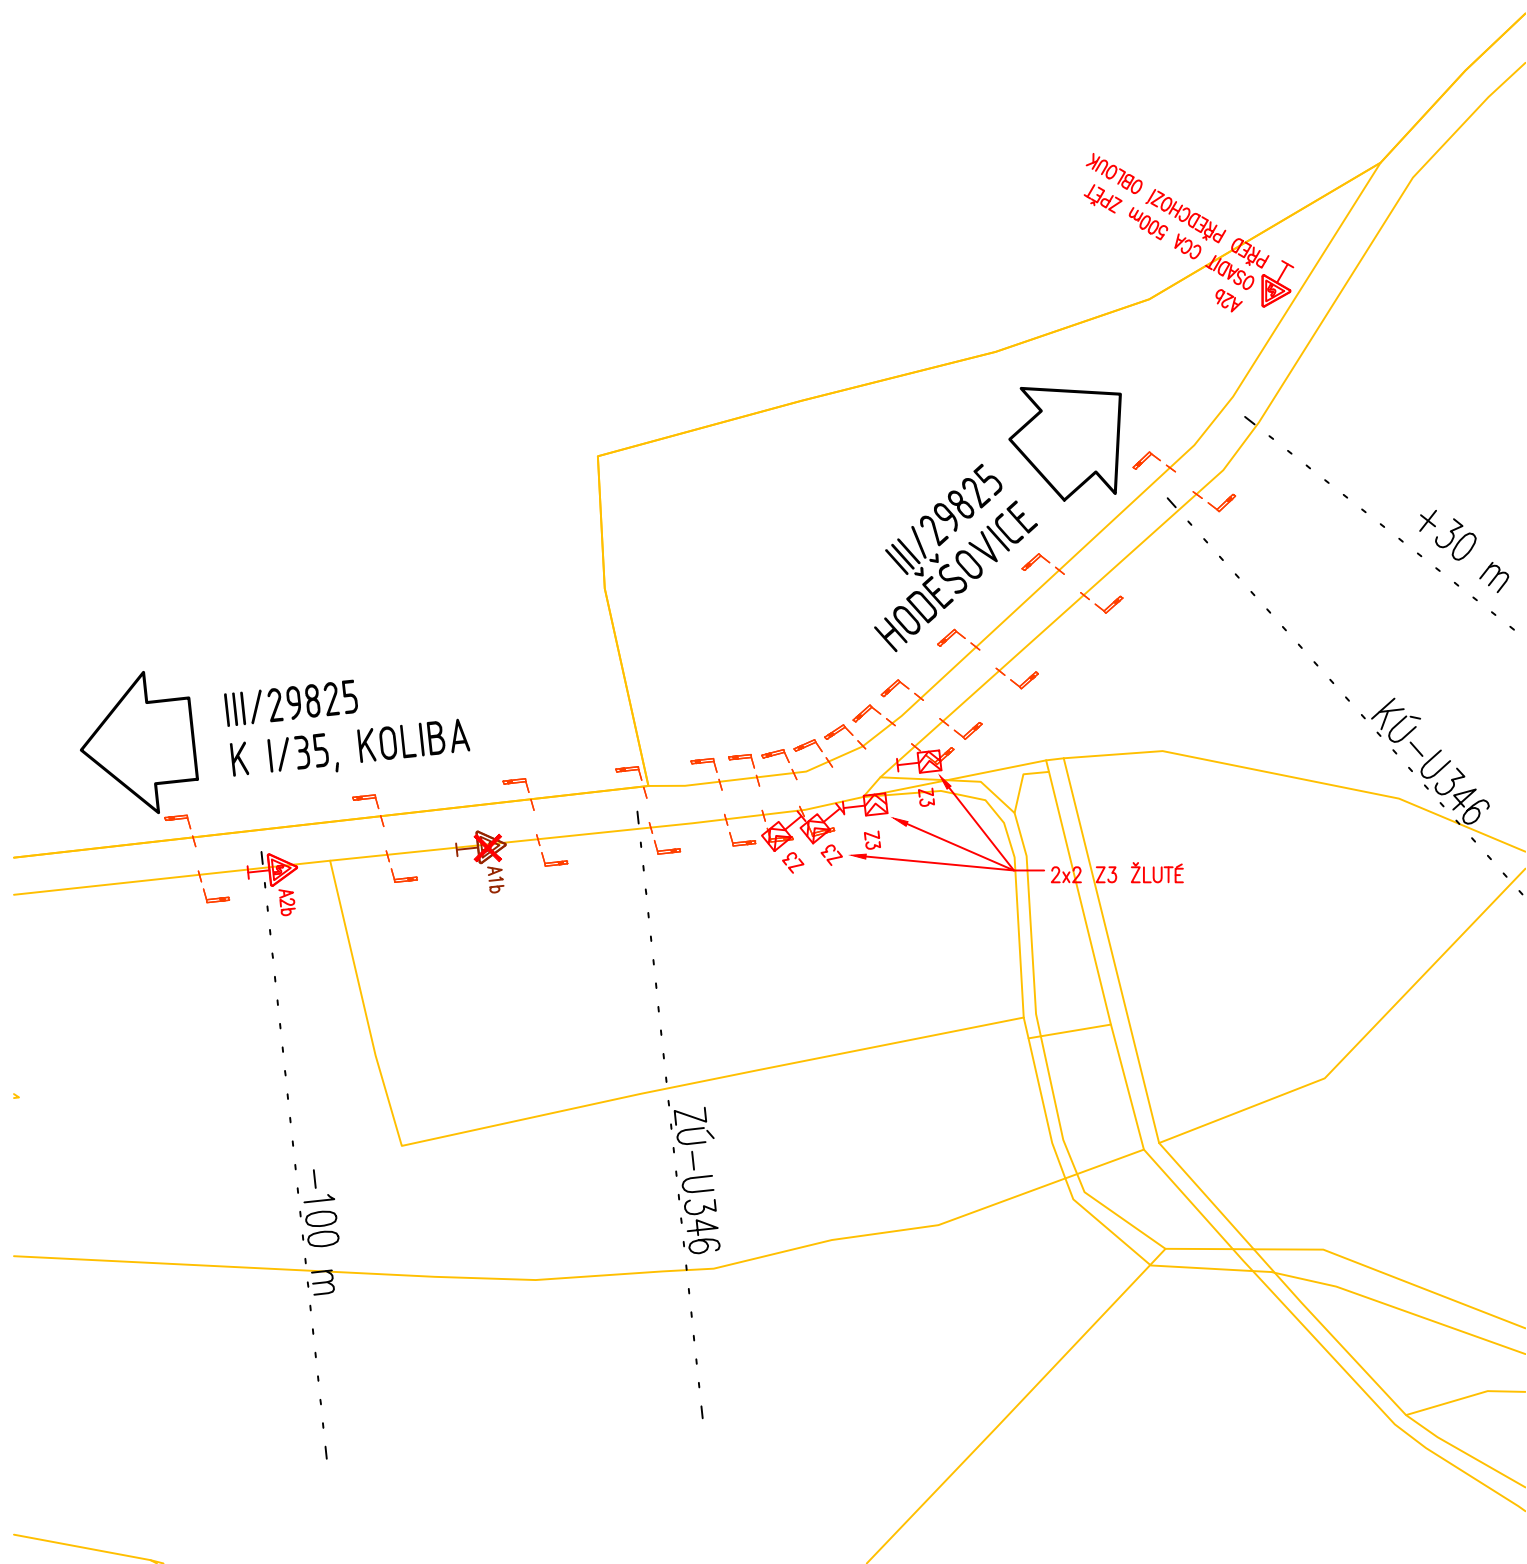 A2b
OSADIT CCA 500m ZPĚT
PŘED PŘEDCHOZÍ OBLOUK
III/29825
HODĚŠOVICE
+30 m
III/29825
K I/35, KOLIBA
KÚ-U346
Z3
Z3
Z3
Z3
2x2 Z3 ŽLUTÉ
A1b
A2b
ZÚ-U346
-100 m